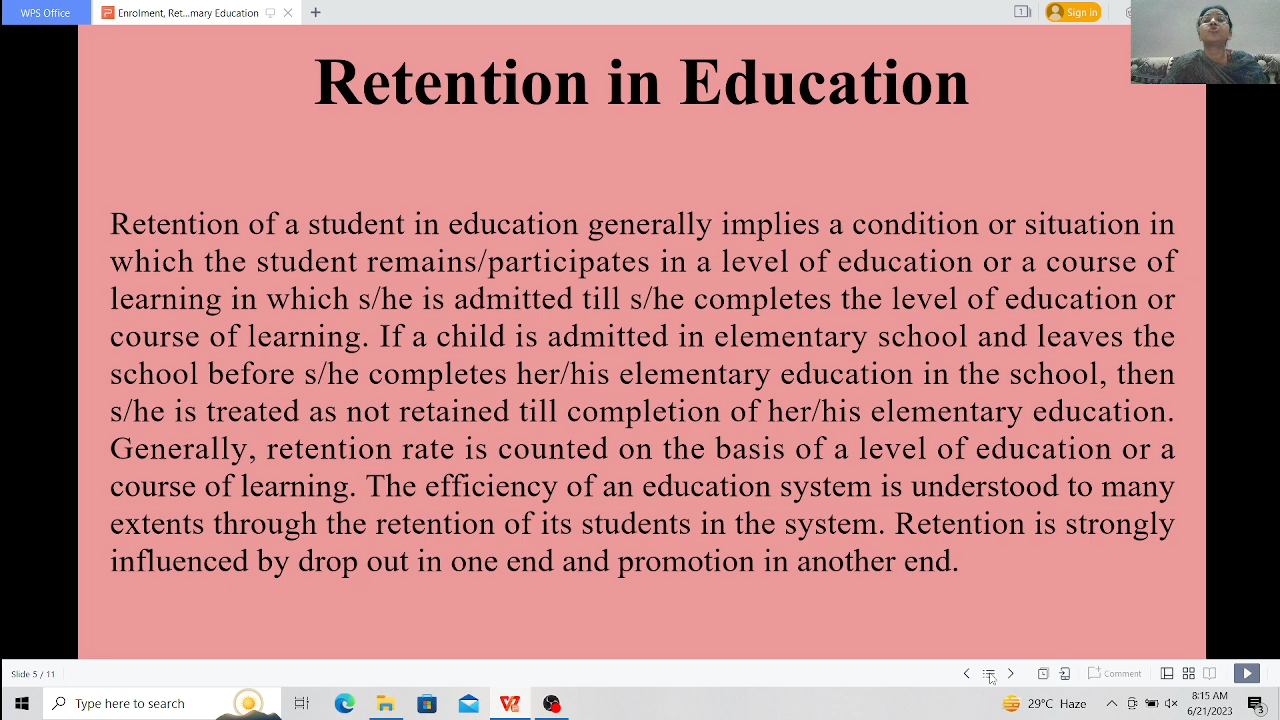 WPS Office
Enrolment, Ret...mary Education
1
Sign in
Retention in Education
Retention of a student in education generally implies a condition or situation in
which the student remains/participates in a level of education or a course of
learning in which s/he is admitted till s/he completes the level of education or
course of learning. If a child is admitted in elementary school and leaves the
school before s/he completes her/his elementary education in the school, then
s/he is treated as not retained till completion of her/his elementary education.
Generally, retention rate is counted on the basis of a level of education or a
course of learning. The efficiency of an education system is understood to many
extents through the retention of its students in the system. Retention is strongly
influenced by drop out in one end and promotion in another end.
Slide 5 / 11
Comment
Type here to search
29°C Haze
8:15 AM
6/21/2023
3